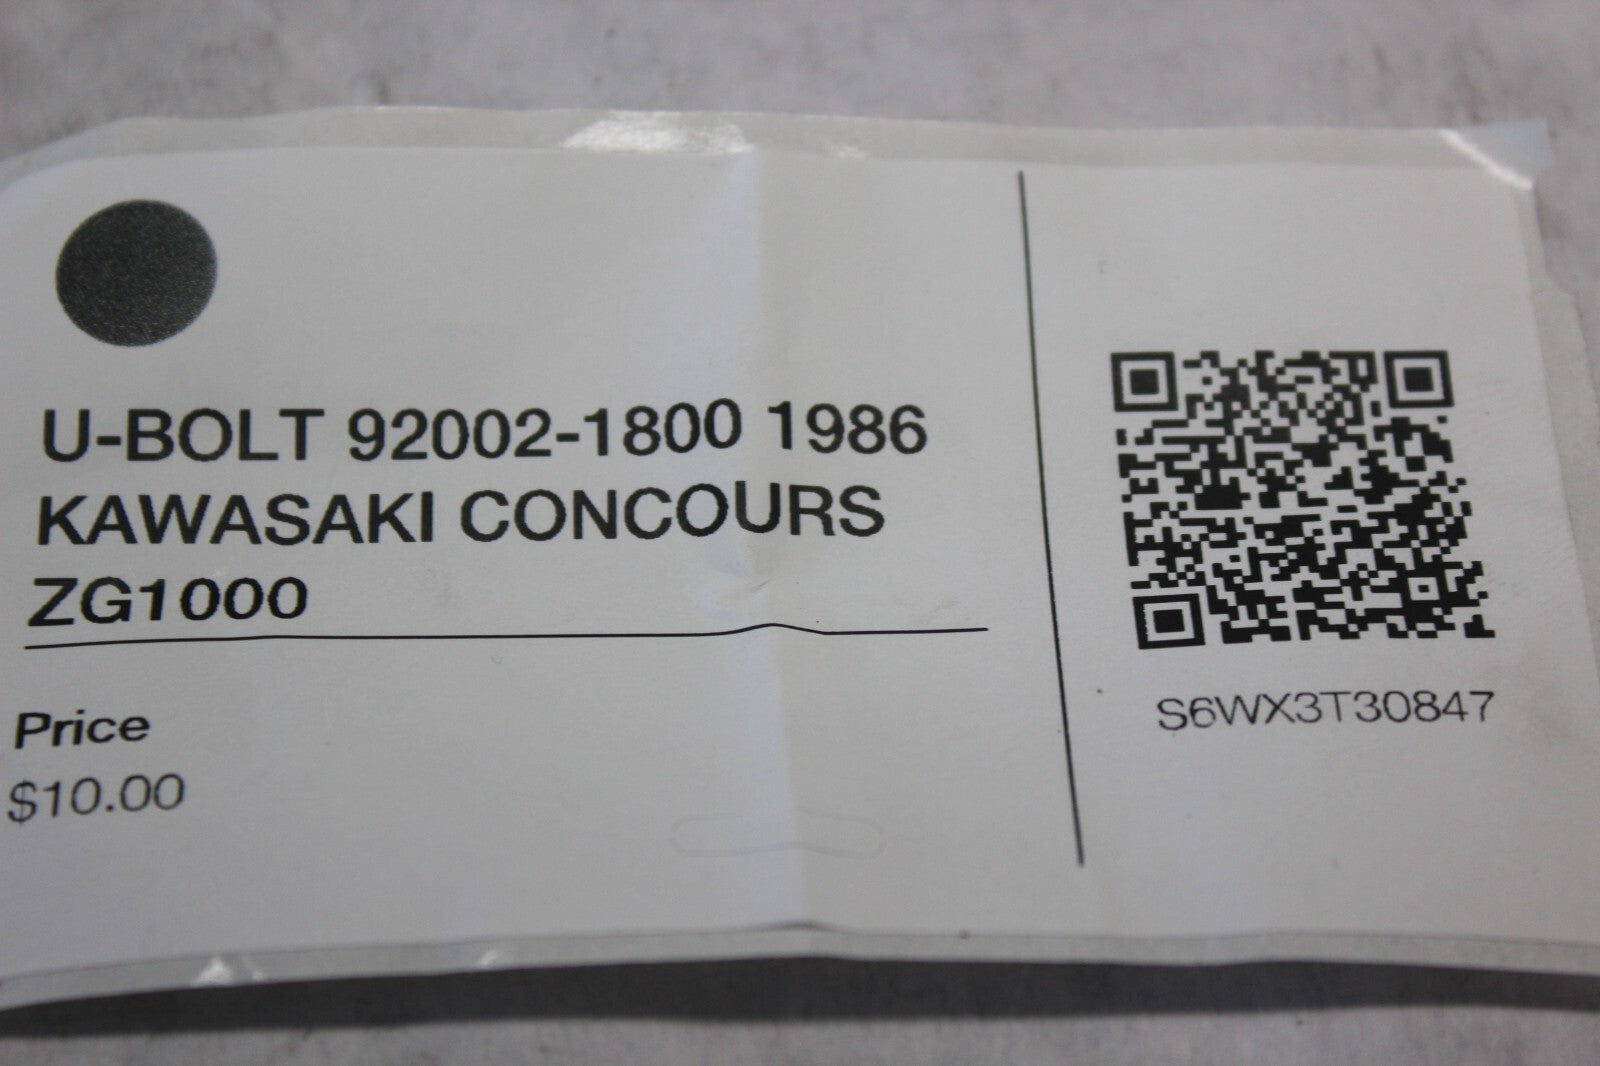 U-BOLT 92002-1800 1986
KAWASAKI CONCOURS
ZG1000
Price
$10.00
S6WX3T30847